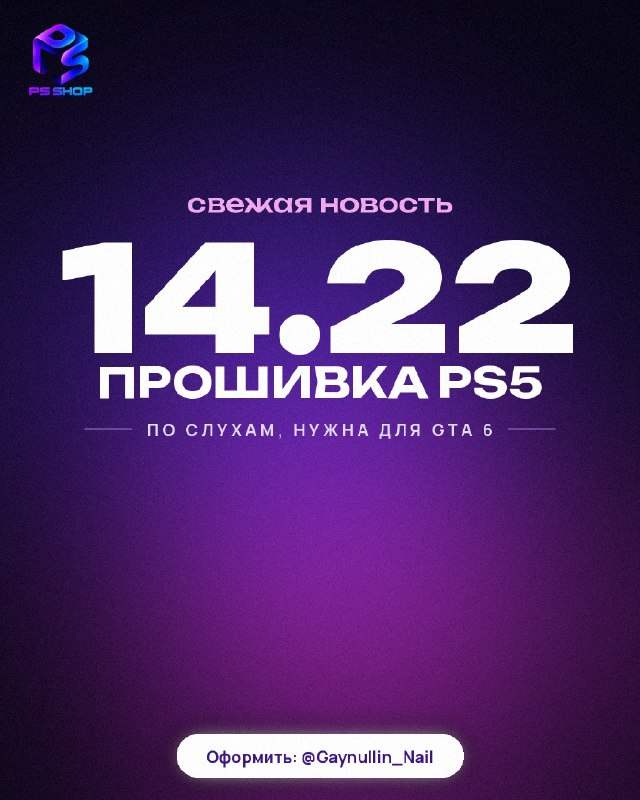 PS SHOP
свежая новость
14.22
ПРОШИВКА PS5
ПО СЛУХАМ, НУЖНА ДЛЯ GTA 6
Оформить: @Gaynullin_Nail